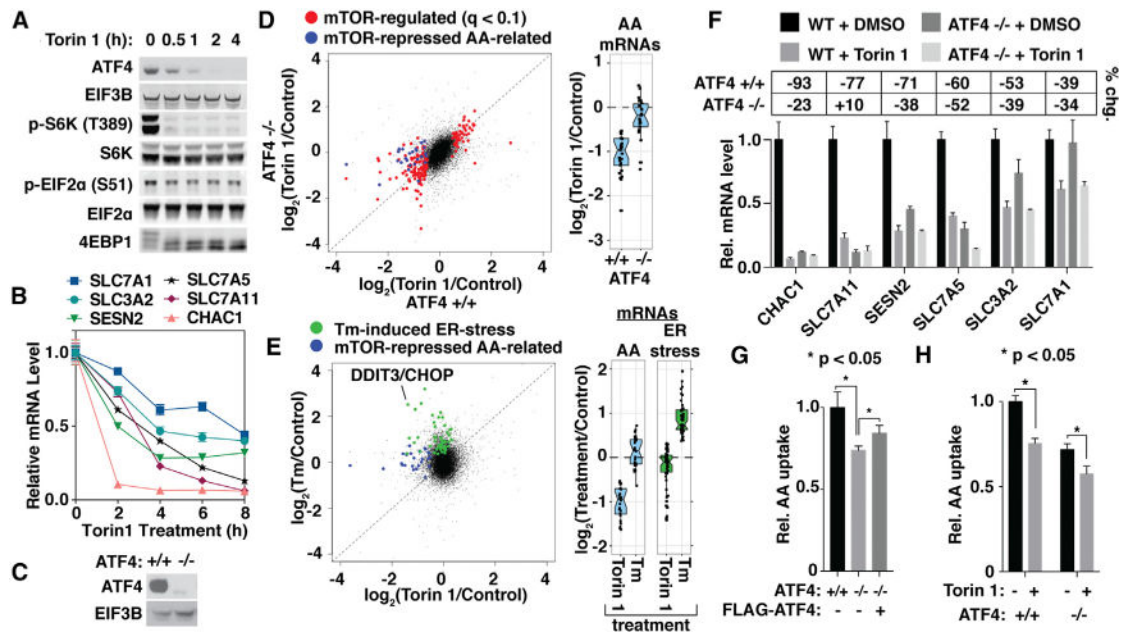 A
Torin 1 (h): 0 0.5 1 2 4
ATF4
EIF3B
p-S6K (T389)
S6K
p-EIF2α (S51)
EIF2α
4EBP1
B
SLC7A1
SLC3A2
SESN2
SLC7A5
SLC7A11
CHAC1
Relative mRNA Level
1.0
0.5
0.0
0 2 4 6 8
Torin1 Treatment (h)
C
ATF4: +/+ -/-
ATF4
EIF3B
D
mTOR-regulated (q < 0.1)
mTOR-repressed AA-related
ATF4 -/-
log2(Torin 1/Control)
4
2
0
-2
-4
-4 -2 0 2 4
log2(Torin 1/Control)
ATF4 +/+
AA
mRNAs
log2(Torin 1/Control)
1
0
-1
-2
-3
+/+ -/-
ATF4
E
Tm-induced ER-stress
mTOR-repressed AA-related
DDIT3/CHOP
log2(Tm/Control)
4
2
0
-2
-4
-4 -2 0 2 4
log2(Torin 1/Control)
mRNAs
AA
ER
stress
log2(Treatment/Control)
2
1
0
-1
-2
Torin 1
Tm
Torin 1
Tm
treatment
F
WT + DMSO
WT + Torin 1
ATF4 -/- + DMSO
ATF4 -/- + Torin 1
ATF4 +/+ -93 -77 -71 -60 -53 -39
ATF4 -/- -23 +10 -38 -52 -39 -34
% chg.
Rel. mRNA level
1.0
0.5
0.0
CHAC1
SLC7A11
SESN2
SLC7A5
SLC3A2
SLC7A1
G
* p < 0.05
* *
Rel. AA uptake
1.0
0.5
0.0
ATF4: +/+ -/- -/-
FLAG-ATF4: - - +
H
* p < 0.05
* *
Rel. AA uptake
1.0
0.5
0.0
Torin 1: - + - +
ATF4: +/+ -/-